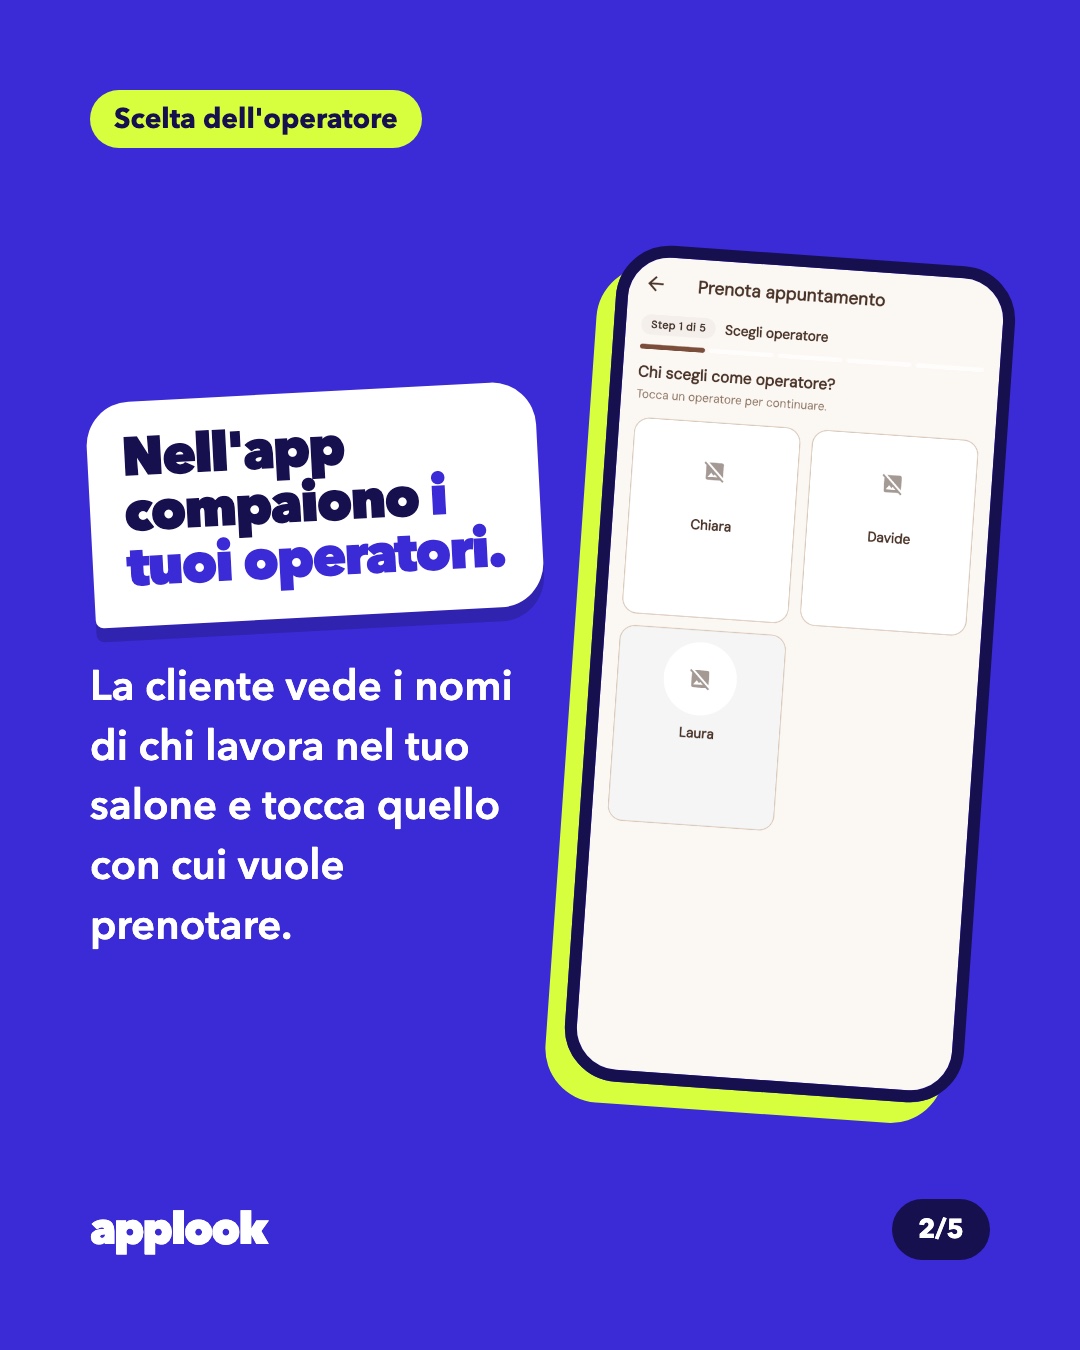 Scelta dell'operatore
Nell'app
compaiono i
tuoi operatori.
La cliente vede i nomi
di chi lavora nel tuo
salone e tocca quello
con cui vuole
prenotare.
Prenota appuntamento
Step 1 di 5 Scegli operatore
Chi scegli come operatore?
Tocca un operatore per continuare.
Chiara
Davide
Laura
applook
2/5